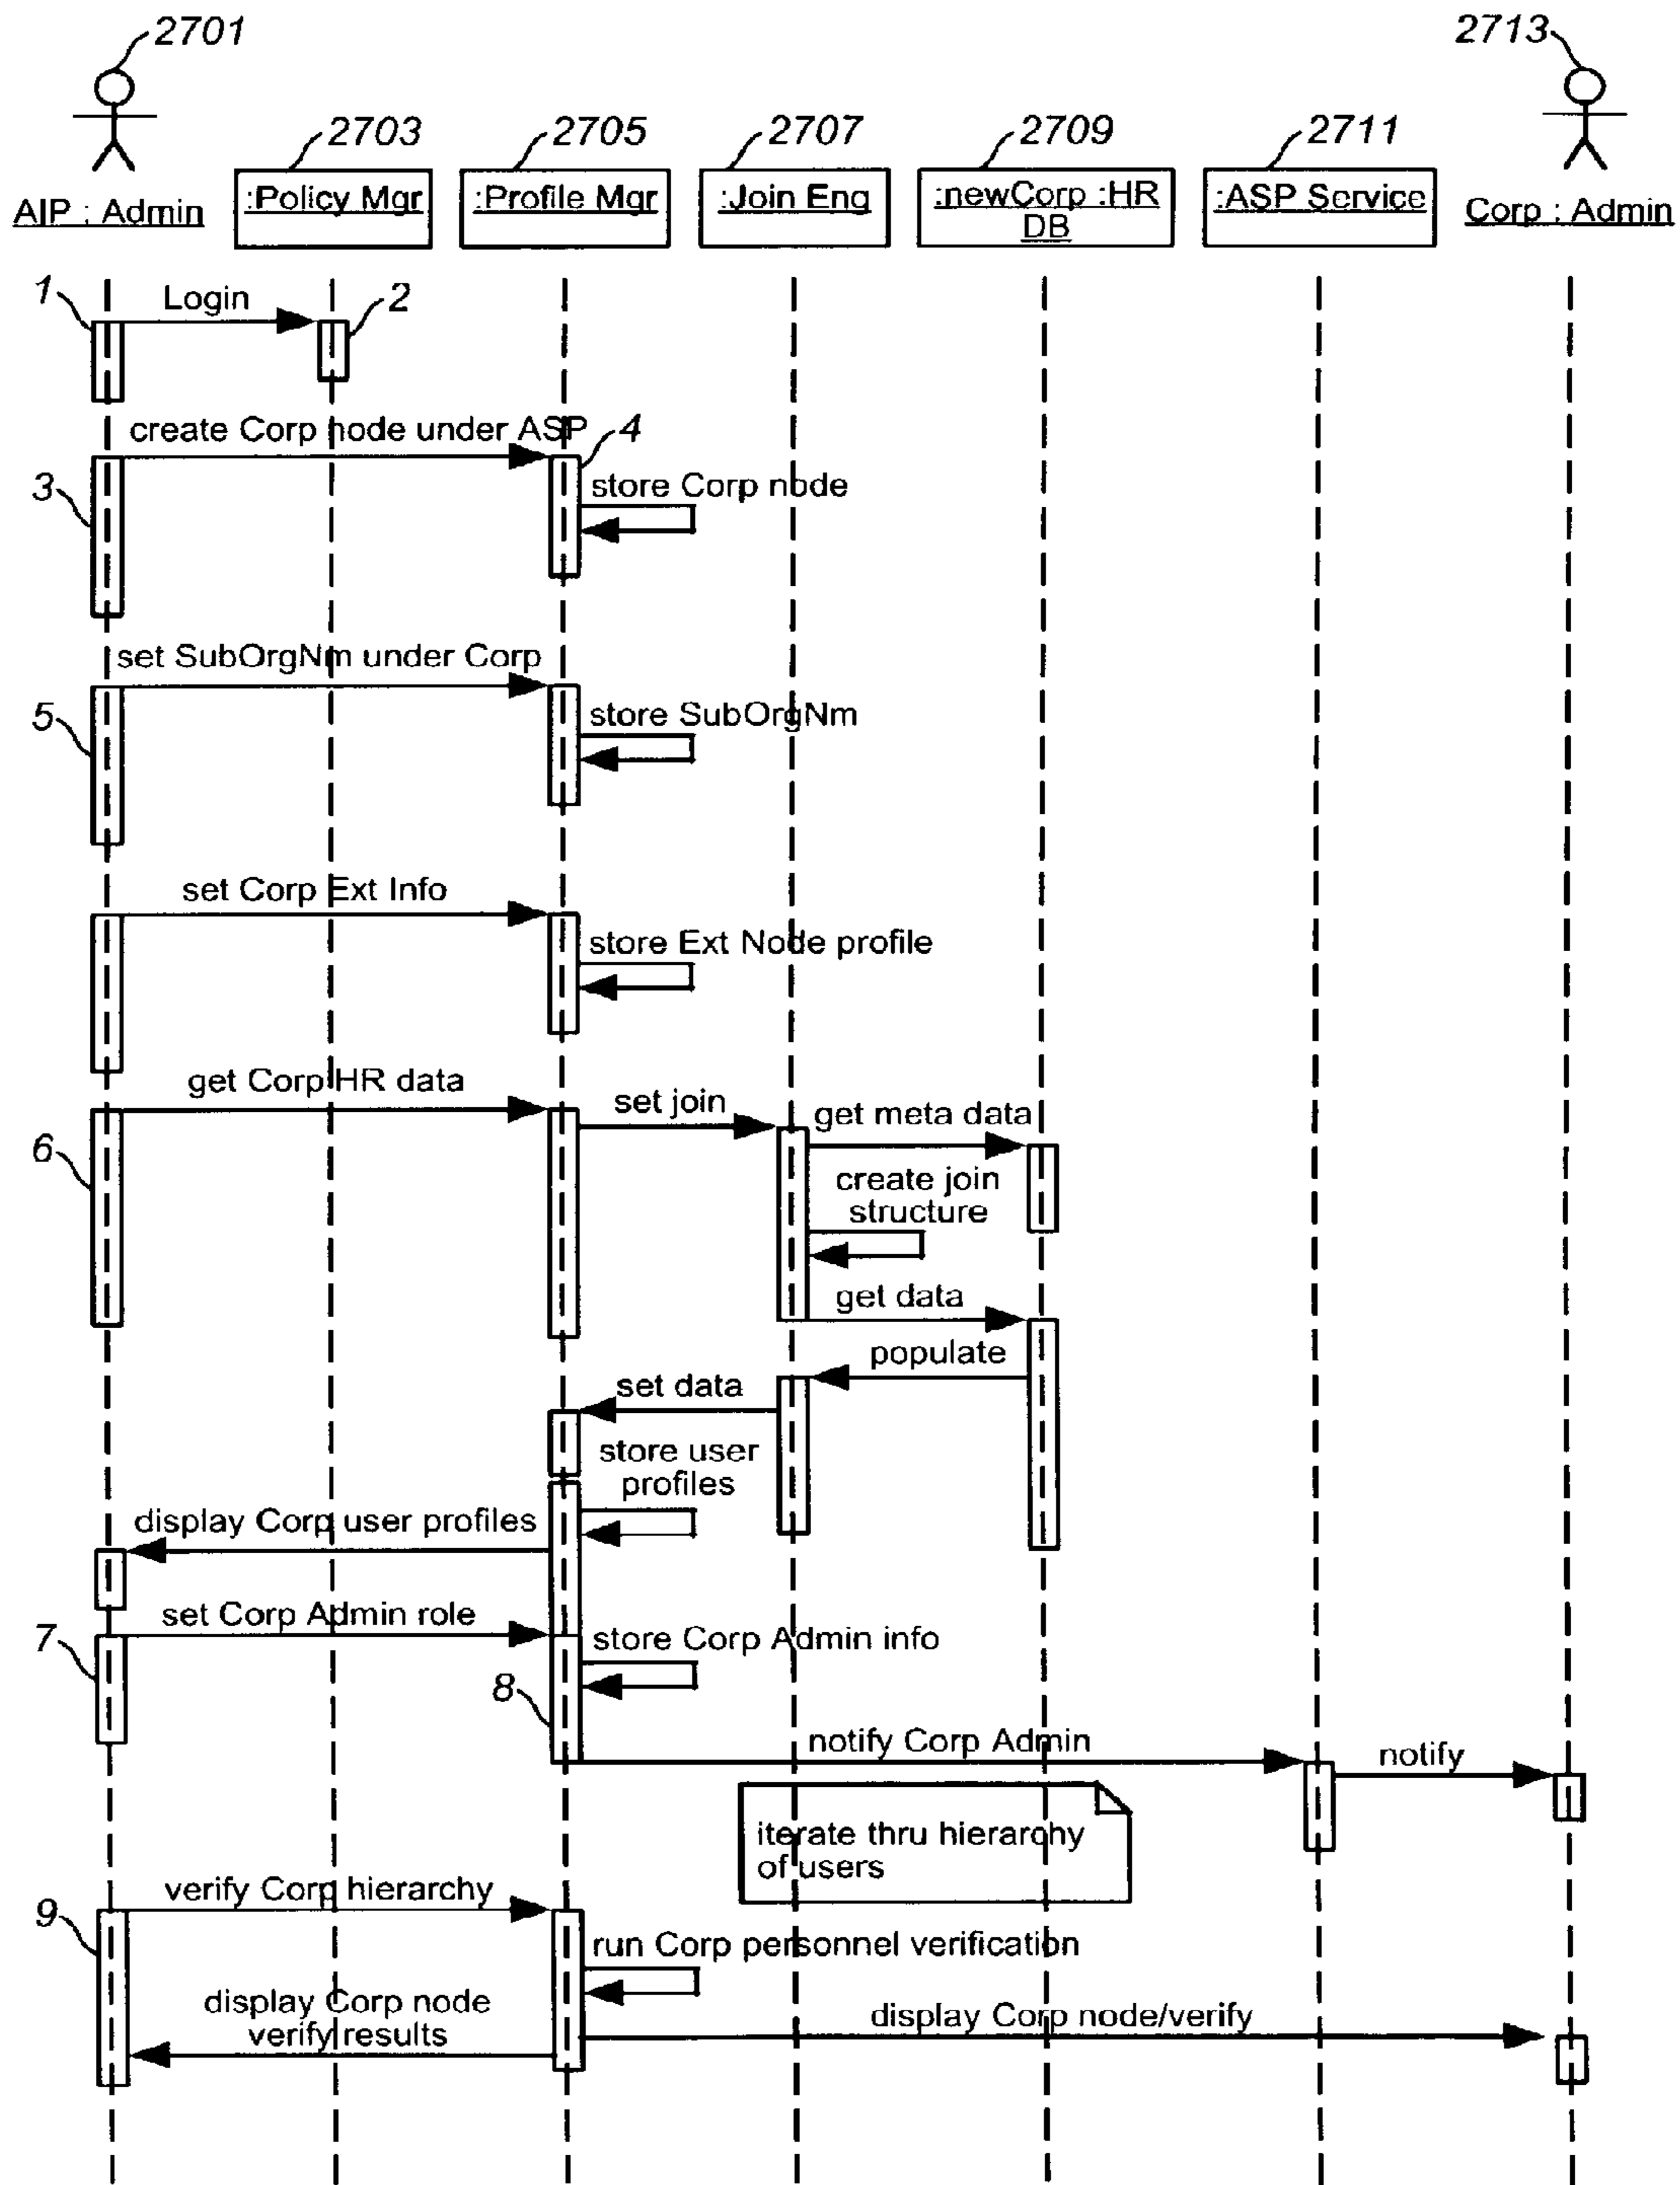 2701
2713
2703
2705
2707
2709
2711
AIP : Admin
:Policy Mgr
:Profile Mgr
:Join Eng
:newCorp :HR
DB
:ASP Service
Corp : Admin
1
Login
2
create Corp node under ASP
4
3
store Corp node
set SubOrgNm under Corp
5
store SubOrgNm
set Corp Ext Info
store Ext Node profile
get Corp HR data
set join
get meta data
6
create join
structure
get data
populate
set data
store user
profiles
display Corp user profiles
set Corp Admin role
7
store Corp Admin info
8
notify Corp Admin
notify
iterate thru hierarchy
of users
verify Corp hierarchy
9
run Corp personnel verification
display Corp node
verify results
display Corp node/verify